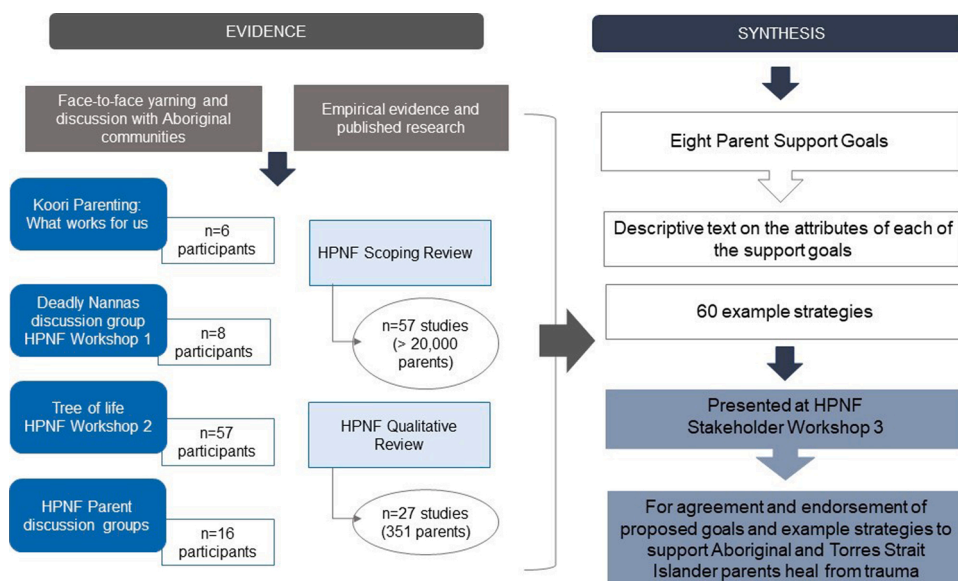 EVIDENCE
Face-to-face yarning and
discussion with Aboriginal
communities
Empirical evidence and
published research
Koori Parenting:
What works for us
n=6
participants
Deadly Nannas
discussion group
HPNF Workshop 1
n=8
participants
Tree of life
HPNF Workshop 2
n=57
participants
HPNF Parent
discussion groups
n=16
participants
HPNF Scoping Review
n=57 studies
(> 20,000
parents)
HPNF Qualitative
Review
n=27 studies
(351 parents)
SYNTHESIS
Eight Parent Support Goals
Descriptive text on the attributes of each of
the support goals
60 example strategies
Presented at HPNF
Stakeholder Workshop 3
For agreement and endorsement of
proposed goals and example strategies to
support Aboriginal and Torres Strait
Islander parents heal from trauma